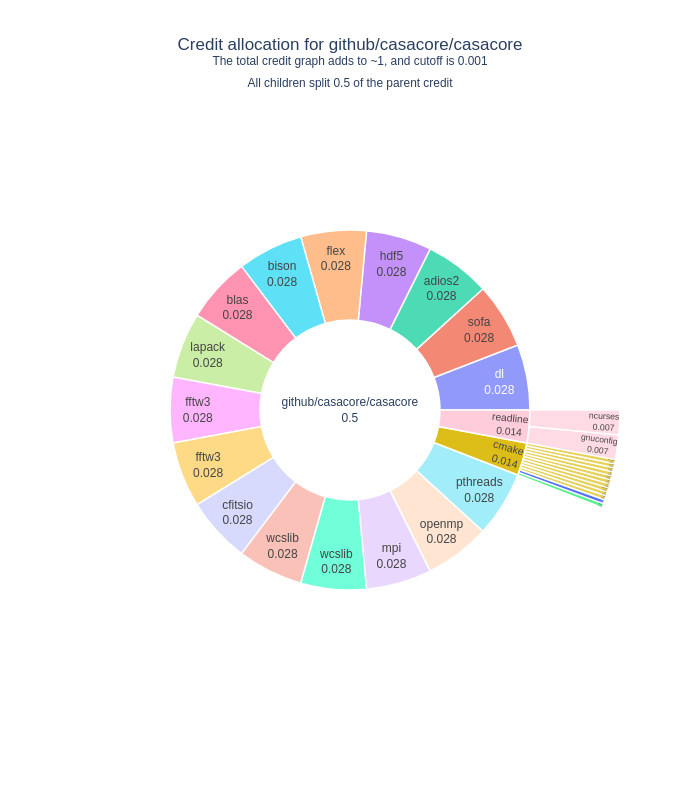 Credit allocation for github/casacore/casacore
The total credit graph adds to ~1, and cutoff is 0.001
All children split 0.5 of the parent credit
flex
0.028
hdf5
0.028
bison
0.028
adios2
0.028
blas
0.028
sofa
0.028
lapack
0.028
dl
0.028
github/casacore/casacore
0.5
fftw3
0.028
readline
0.014
ncurses
0.007
gnuconfig
0.007
cmake
0.014
fftw3
0.028
pthreads
0.028
cfitsio
0.028
openmp
0.028
wcslib
0.028
wcslib
0.028
mpi
0.028